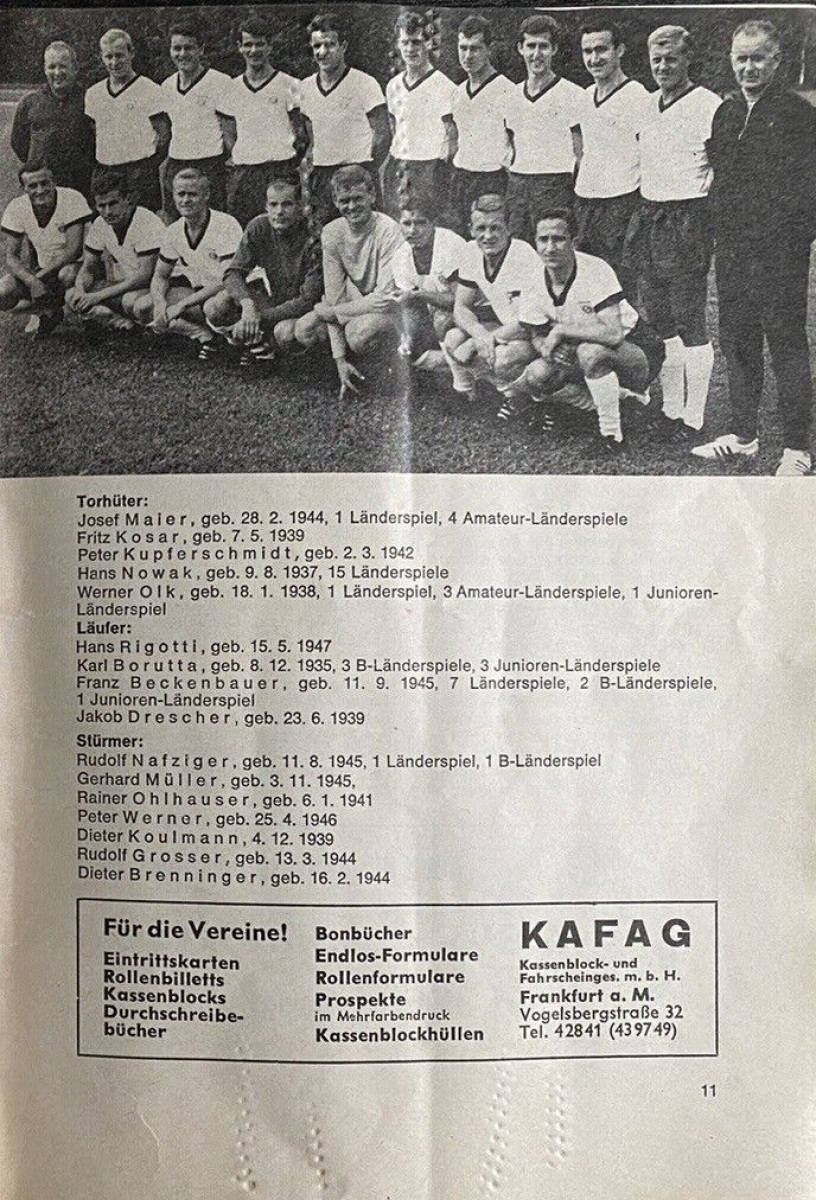 Torhüter:
Josef Maier, geb. 28. 2. 1944, 1 Länderspiel, 4 Amateur-Länderspiele
Fritz Kosar, geb. 7. 5. 1939
Peter Kupferschmidt, geb. 2. 3. 1942
Hans Nowak, geb. 9. 8. 1937, 15 Länderspiele
Werner Olk, geb. 18. 1. 1938, 1 Länderspiel, 3 Amateur-Länderspiele, 1 Junioren-
Länderspiel
Läufer:
Hans Rigotti, geb. 15. 5. 1947
Karl Borutta, geb. 8. 12. 1935, 3 B-Länderspiele, 3 Junioren-Länderspiele
Franz Beckenbauer, geb. 11. 9. 1945, 7 Länderspiele, 2 B-Länderspiele,
1 Junioren-Länderspiel
Jakob Drescher, geb. 23. 6. 1939
Stürmer:
Rudolf Nafziger, geb. 11. 8. 1945, 1 Länderspiel, 1 B-Länderspiel
Gerhard Müller, geb. 3. 11. 1945,
Rainer Ohlhauser, geb. 6. 1. 1941
Peter Werner, geb. 25. 4. 1946
Dieter Koulmann, 4. 12. 1939
Rudolf Grosser, geb. 13. 3. 1944
Dieter Brenninger, geb. 16. 2. 1944
Für die Vereine!
Eintrittskarten
Rollenbilletts
Kassenblocks
Durchschreibe-
bücher
Bonbücher
Endlos-Formulare
Rollenformulare
Prospekte
im Mehrfarbendruck
Kassenblockhüllen
KAFAG
Kassenblock- und
Fahrscheinges. m. b. H.
Frankfurt a. M.
Vogelsbergstraße 32
Tel. 42841 (43 97 49)
11